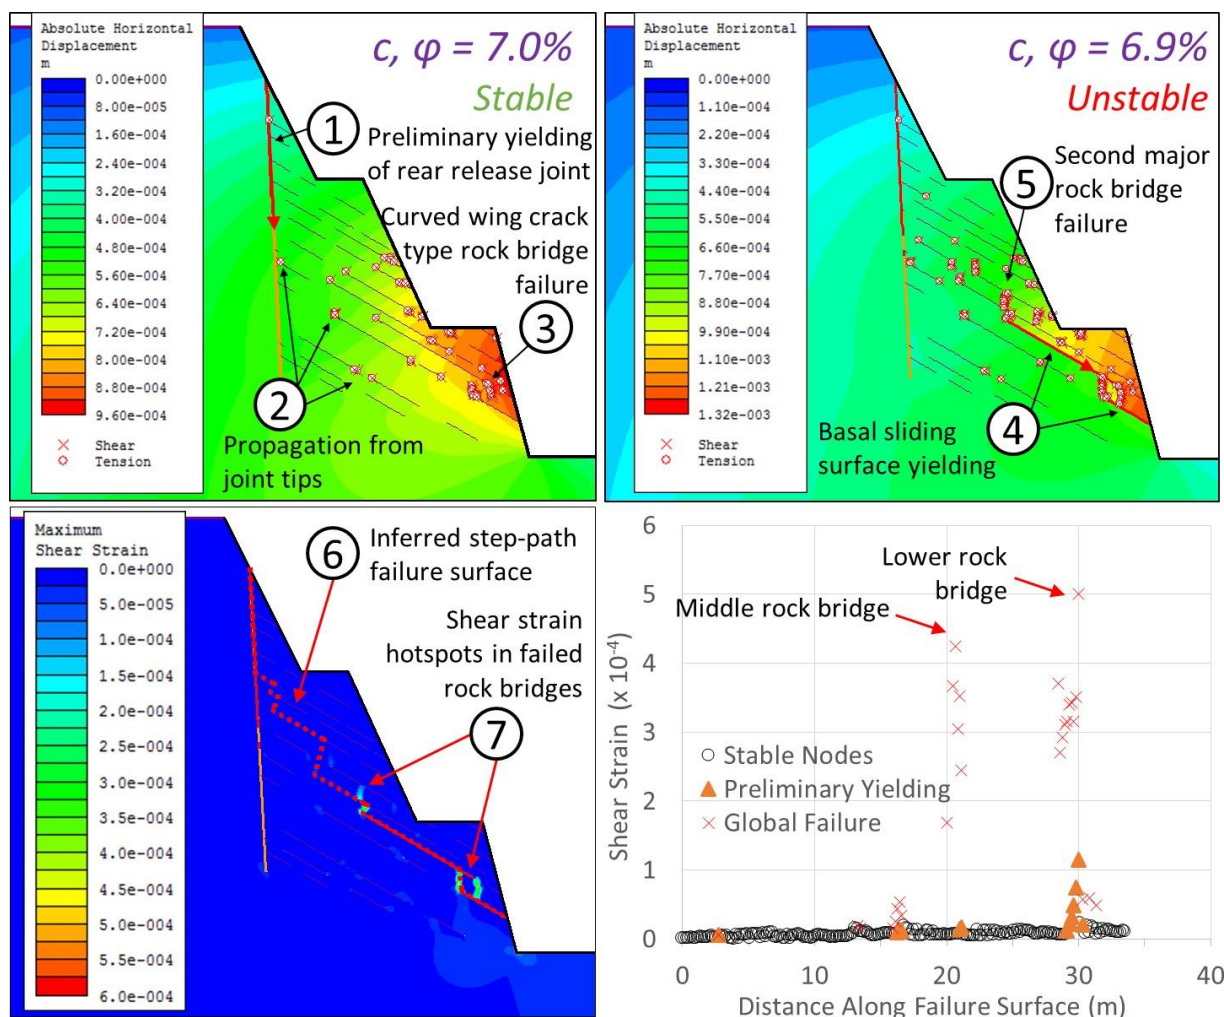 Absolute Horizontal
Displacement
m
0.00e+000
8.00e-005
1.60e-004
2.40e-004
3.20e-004
4.00e-004
4.80e-004
5.60e-004
6.40e-004
7.20e-004
8.00e-004
8.80e-004
9.60e-004
Shear
Tension
c, φ = 7.0%
Stable
1
Preliminary yielding
of rear release joint
Curved wing crack
type rock bridge
failure
3
2
Propagation from
joint tips
Absolute Horizontal
Displacement
m
0.00e+000
1.10e-004
2.20e-004
3.30e-004
4.40e-004
5.50e-004
6.60e-004
7.70e-004
8.80e-004
9.90e-004
1.10e-003
1.21e-003
1.32e-003
Shear
Tension
c, φ = 6.9%
Unstable
5
Second major
rock bridge
failure
4
Basal sliding
surface yielding
Maximum
Shear Strain
0.0e+000
5.0e-005
1.0e-004
1.5e-004
2.0e-004
2.5e-004
3.0e-004
3.5e-004
4.0e-004
4.5e-004
5.0e-004
5.5e-004
6.0e-004
6
Inferred step-path
failure surface
Shear strain
hotspots in failed
rock bridges
7
6
5
4
3
2
1
0
Shear Strain (x 10⁻⁴)
Lower rock
bridge
Middle rock bridge
Stable Nodes
Preliminary Yielding
Global Failure
0 10 20 30 40
Distance Along Failure Surface (m)